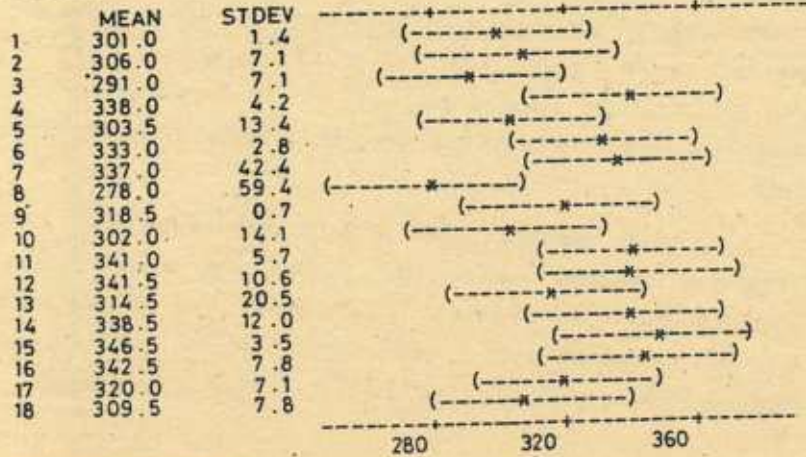 MEAN STDEV -----+---------+---------+--------
1 301.0 1.4 (------*------)
2 306.0 7.1 (-------*------)
3 291.0 7.1 (------*------)
4 338.0 4.2 (-------*------)
5 303.5 13.4 (------*------)
6 333.0 2.8 (------*------)
7 337.0 42.4 (------*------)
8 278.0 59.4 (-------*------)
9 318.5 0.7 (-------*------)
10 302.0 14.1 (-------*------)
11 341.0 5.7 (------*------)
12 341.5 10.6 (------*-------)
13 314.5 20.5 (-------*------)
14 338.5 12.0 (-------*------)
15 346.5 3.5 (-------*------)
16 342.5 7.8 (-------*------)
17 320.0 7.1 (------*------)
18 309.5 7.8 (------*-------)
-------+---------+---------+--------
280 320 360